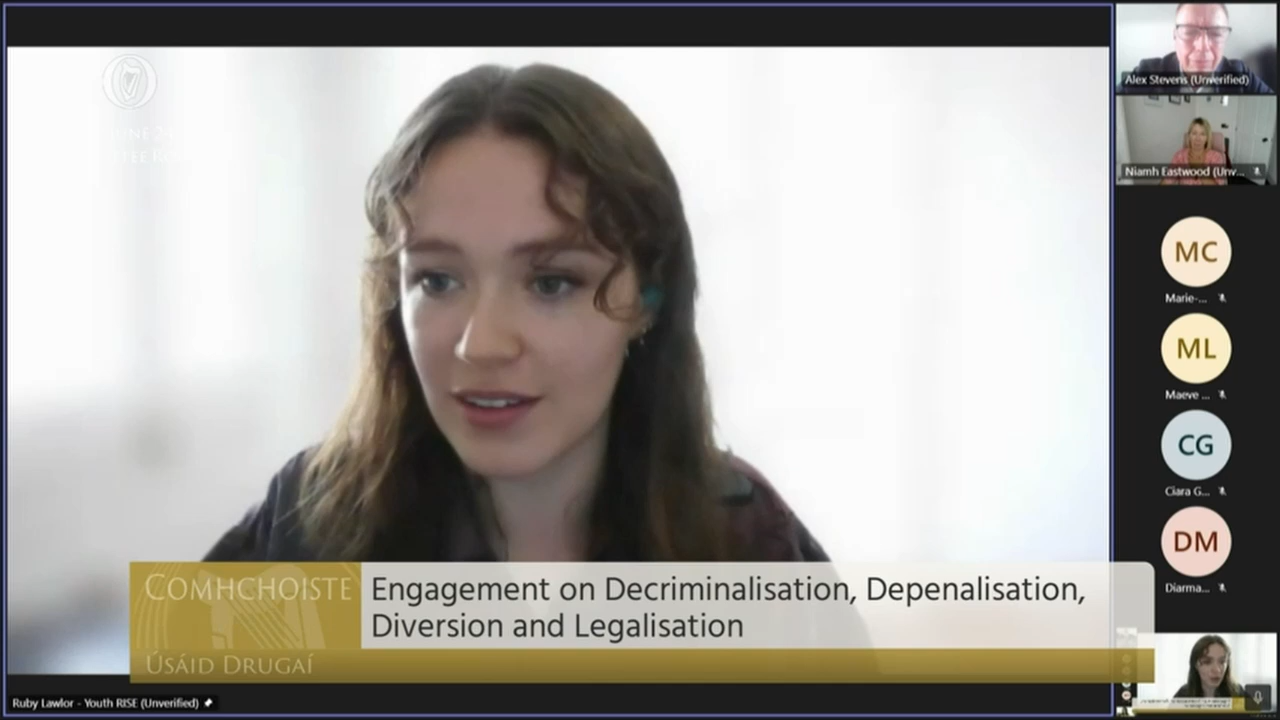 COMHCHOISTE
Engagement on Decriminalisation, Depenalisation,
Diversion and Legalisation
ÚSÁID DRUGAÍ
Ruby Lawlor - Youth RISE (Unverified)
Alex Stevens (Unverified)
Niamh Eastwood (Unv...
MC
Marie-...
ML
Maeve ...
CG
Ciara G...
DM
Diarma...